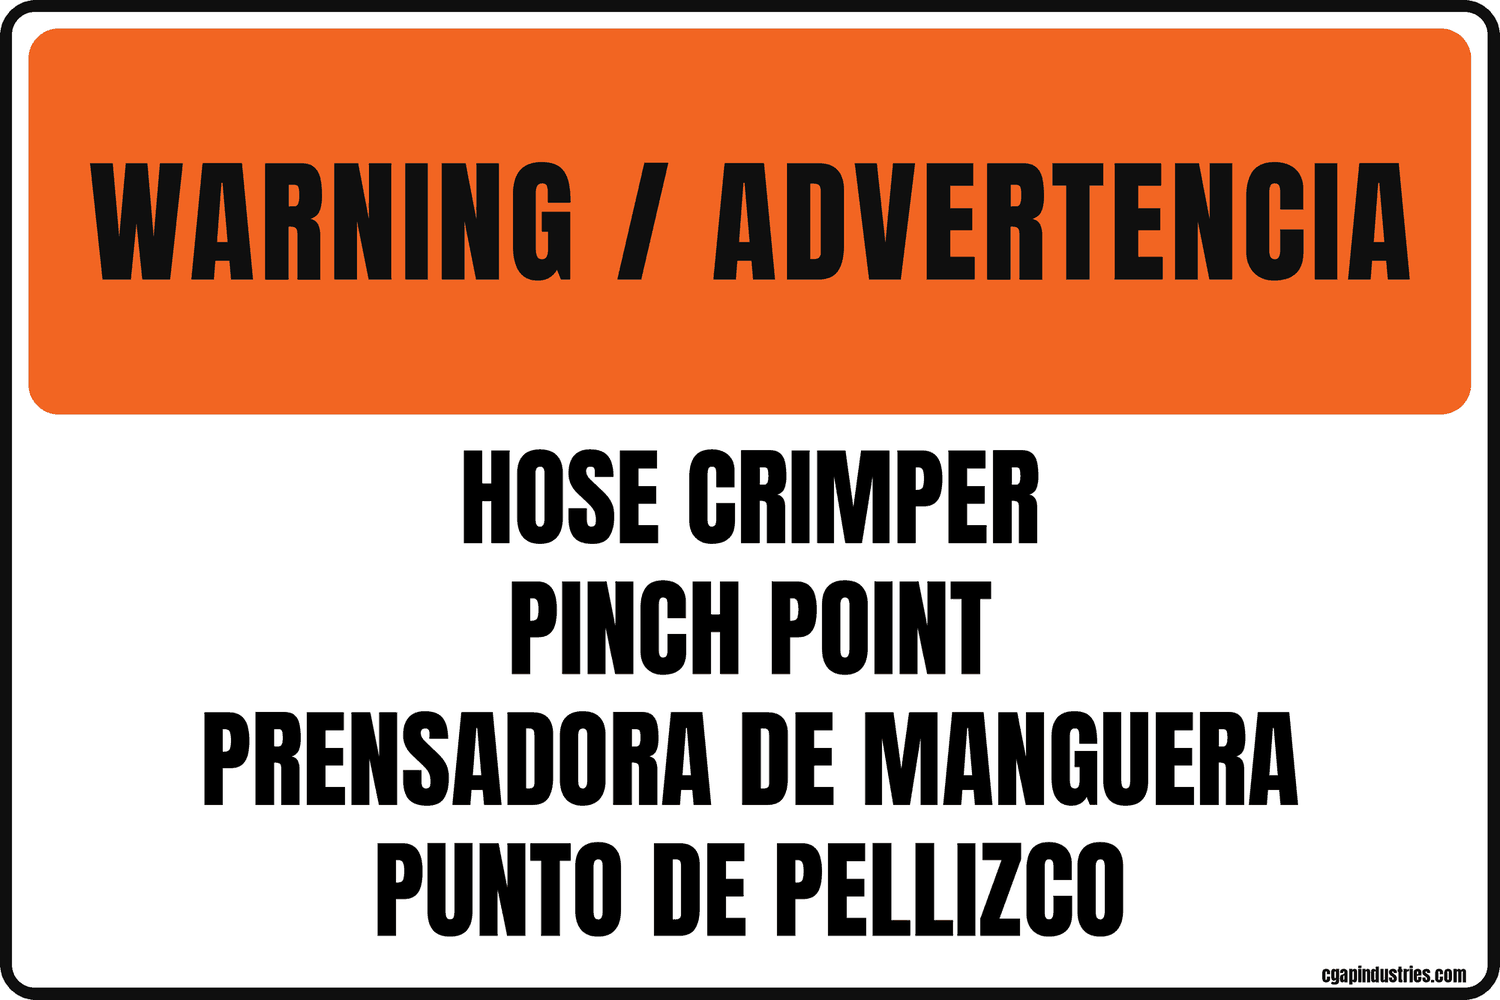 WARNING / ADVERTENCIA
HOSE CRIMPER
PINCH POINT
PRENSADORA DE MANGUERA
PUNTO DE PELLIZCO
cgapindustries.com